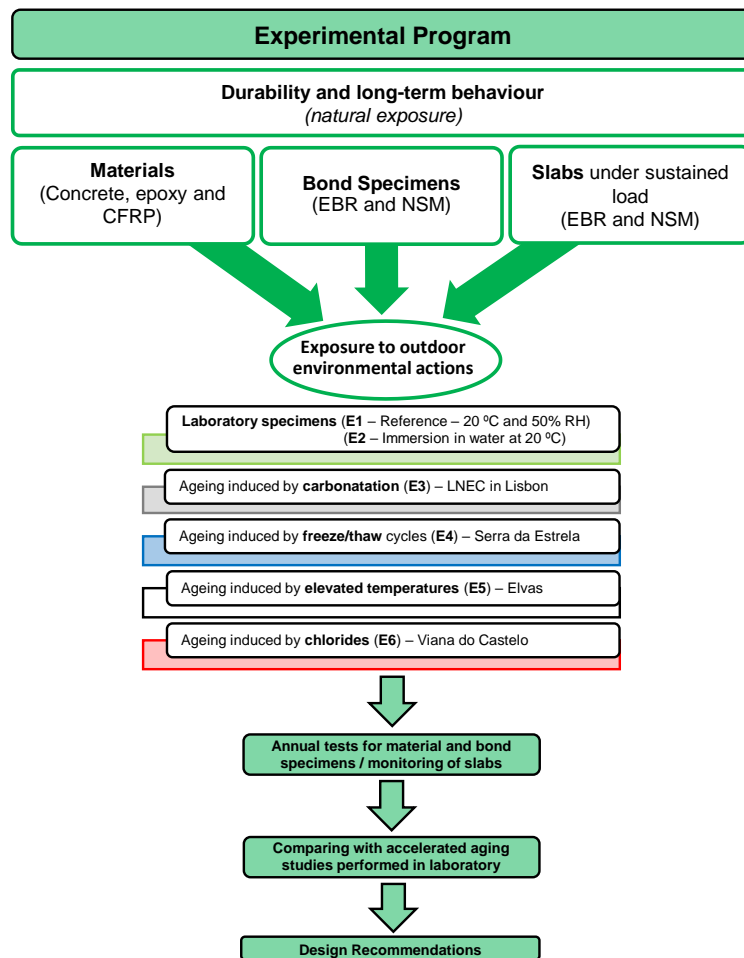 Experimental Program
Durability and long-term behaviour
(natural exposure)
Materials
(Concrete, epoxy and
CFRP)
Bond Specimens
(EBR and NSM)
Slabs under sustained
load
(EBR and NSM)
Exposure to outdoor
environmental actions
Laboratory specimens (E1 – Reference – 20 ºC and 50% RH)
(E2 – Immersion in water at 20 ºC)
Ageing induced by carbonatation (E3) – LNEC in Lisbon
Ageing induced by freeze/thaw cycles (E4) – Serra da Estrela
Ageing induced by elevated temperatures (E5) – Elvas
Ageing induced by chlorides (E6) – Viana do Castelo
Annual tests for material and bond
specimens / monitoring of slabs
Comparing with accelerated aging
studies performed in laboratory
Design Recommendations